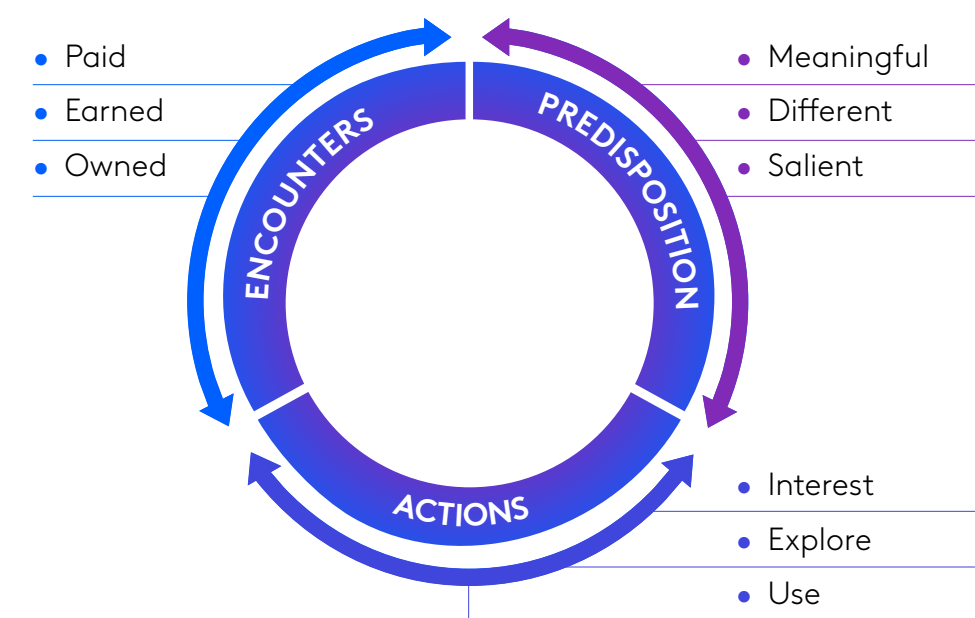 Paid
Earned
Owned
ENCOUNTERS
PREDISPOSITION
Meaningful
Different
Salient
ACTIONS
Interest
Explore
Use